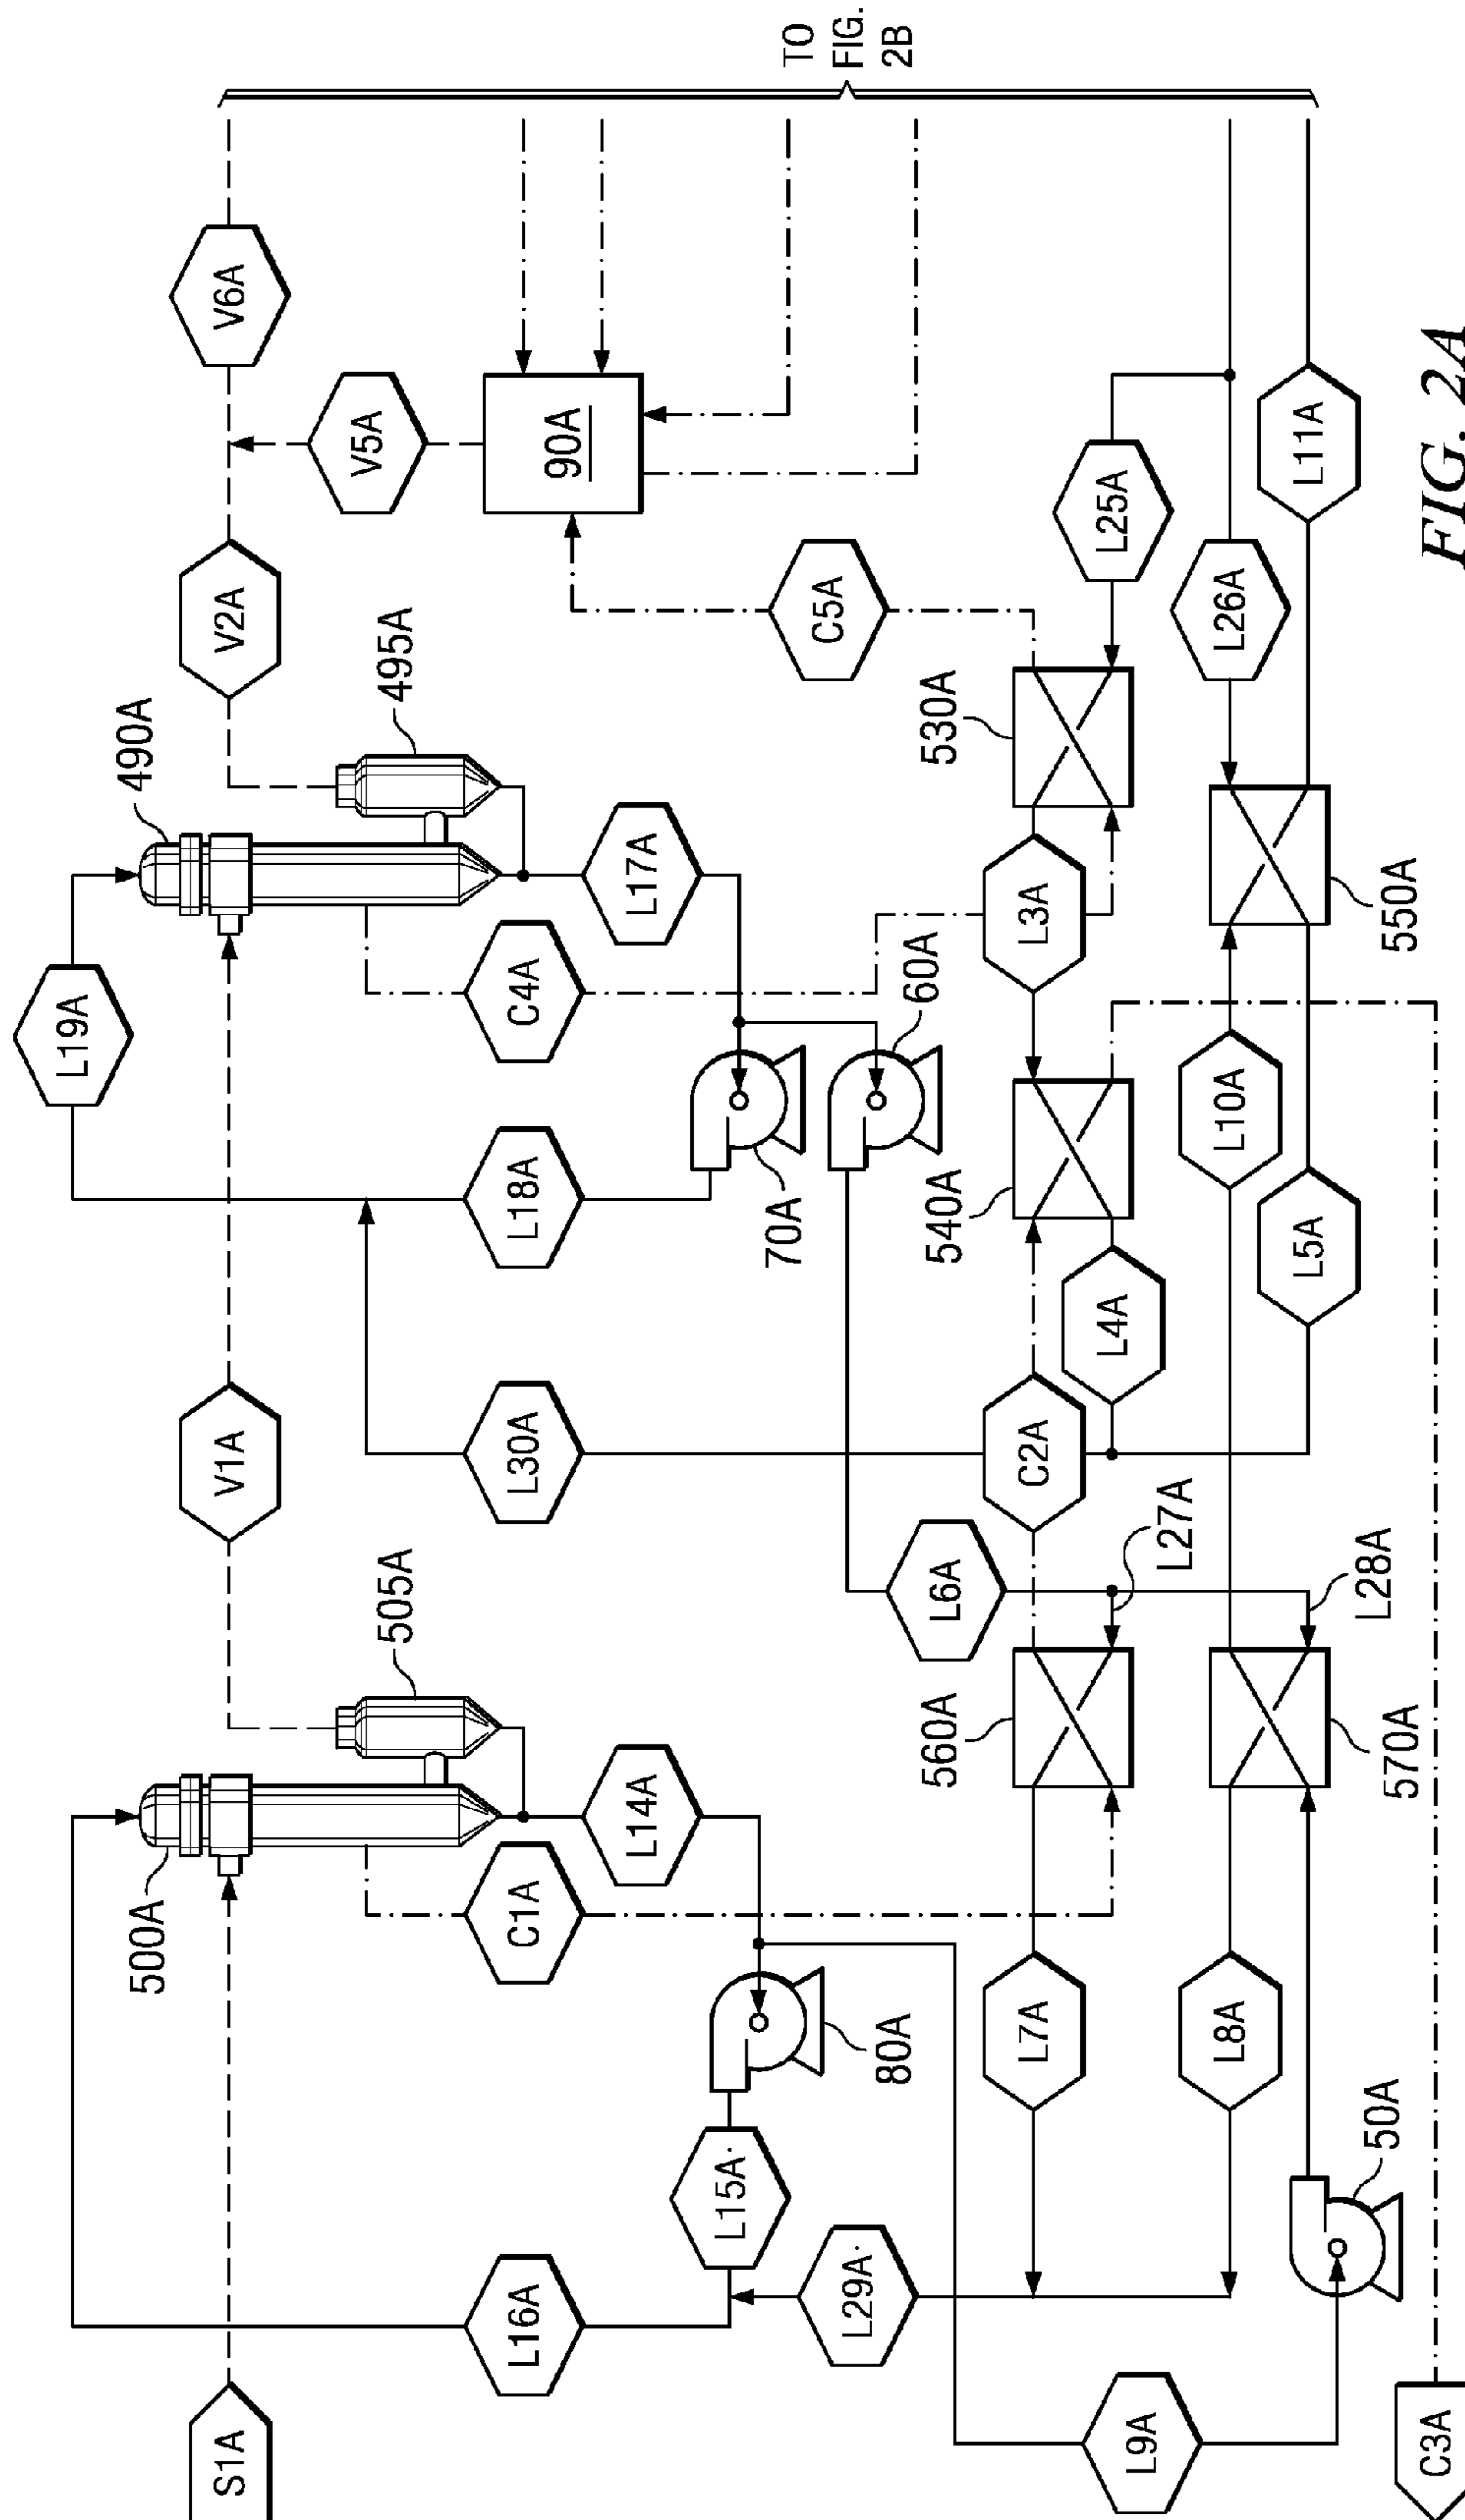 TO
FIG.
2B
V6A
V5A
90A
V2A
C5A
L25A
L26A
L11A
FIG. 2A
490A
495A
530A
550A
L19A
L17A
C4A
L3A
60A
L10A
L18A
70A
540A
L4A
L5A
V1A
L30A
C2A
L27A
L6A
L28A
505A
500A
L14A
C1A
560A
570A
80A
L7A
L8A
50A
L15A
L29A
L16A
S1A
L9A
C3A